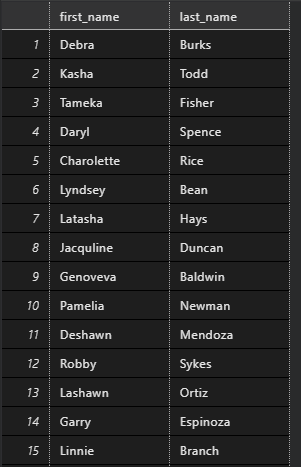 first_name last_name
1 Debra Burks
2 Kasha Todd
3 Tameka Fisher
4 Daryl Spence
5 Charolette Rice
6 Lyndsey Bean
7 Latasha Hays
8 Jacquline Duncan
9 Genoveva Baldwin
10 Pamelia Newman
11 Deshawn Mendoza
12 Robby Sykes
13 Lashawn Ortiz
14 Garry Espinoza
15 Linnie Branch